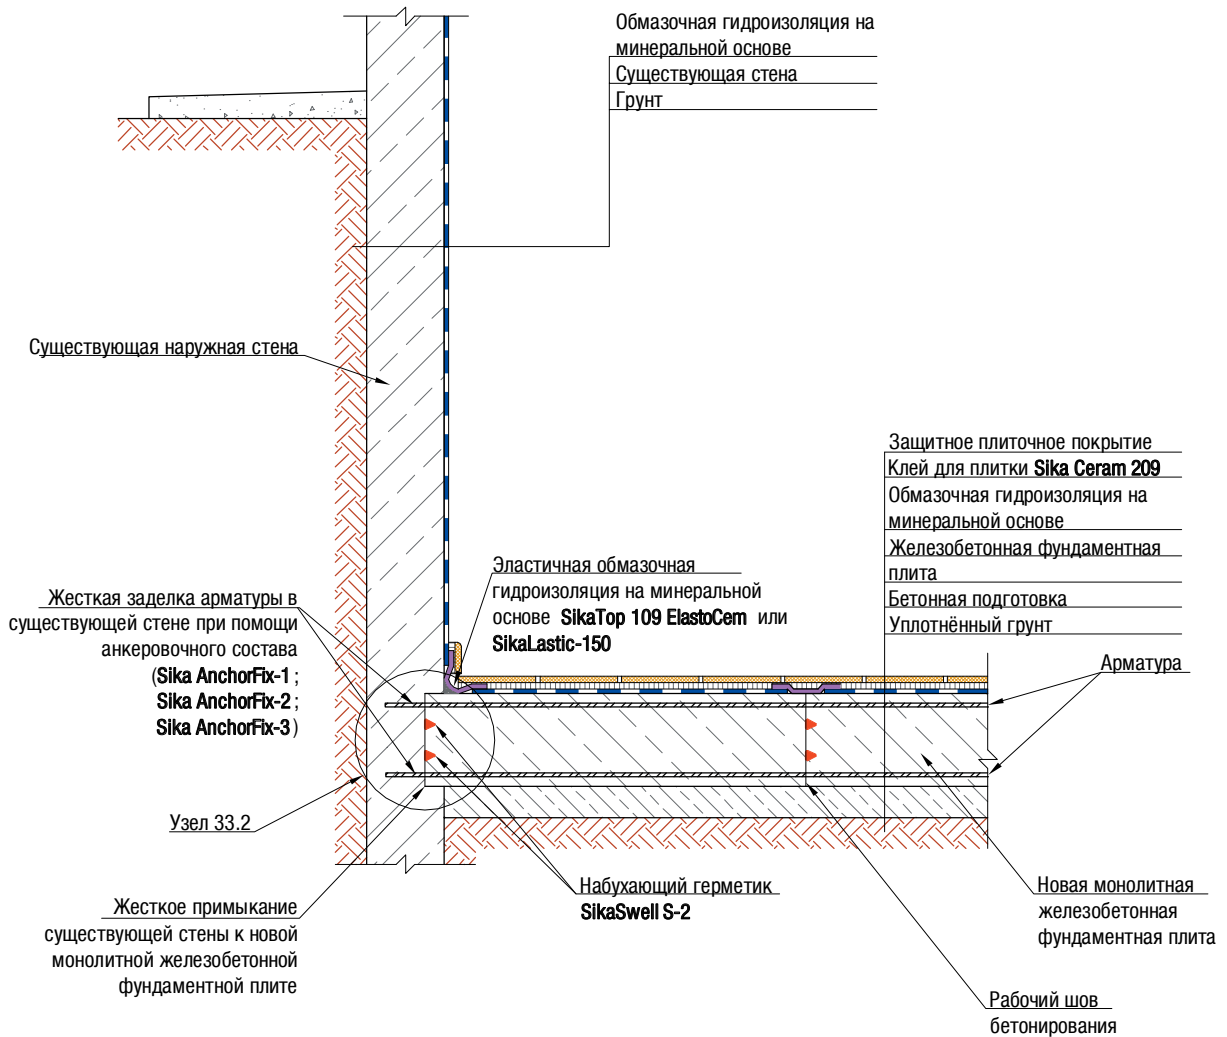 Обмазочная гидроизоляция на
минеральной основе
Существующая стена
Грунт
Существующая наружная стена
Защитное плиточное покрытие
Клей для плитки Sika Ceram 209
Обмазочная гидроизоляция на
минеральной основе
Железобетонная фундаментная
плита
Бетонная подготовка
Уплотнённый грунт
Эластичная обмазочная
гидроизоляция на минеральной
основе SikaTop 109 ElastoCem или
SikaLastic-150
Жесткая заделка арматуры в
существующей стене при помощи
анкеровочного состава
(Sika AnchorFix-1 ;
Sika AnchorFix-2 ;
Sika AnchorFix-3 )
Арматура
Узел 33.2
Набухающий герметик
SikaSwell S-2
Жесткое примыкание
существующей стены к новой
монолитной железобетонной
фундаментной плите
Новая монолитная
железобетонная
фундаментная плита
Рабочий шов
бетонирования